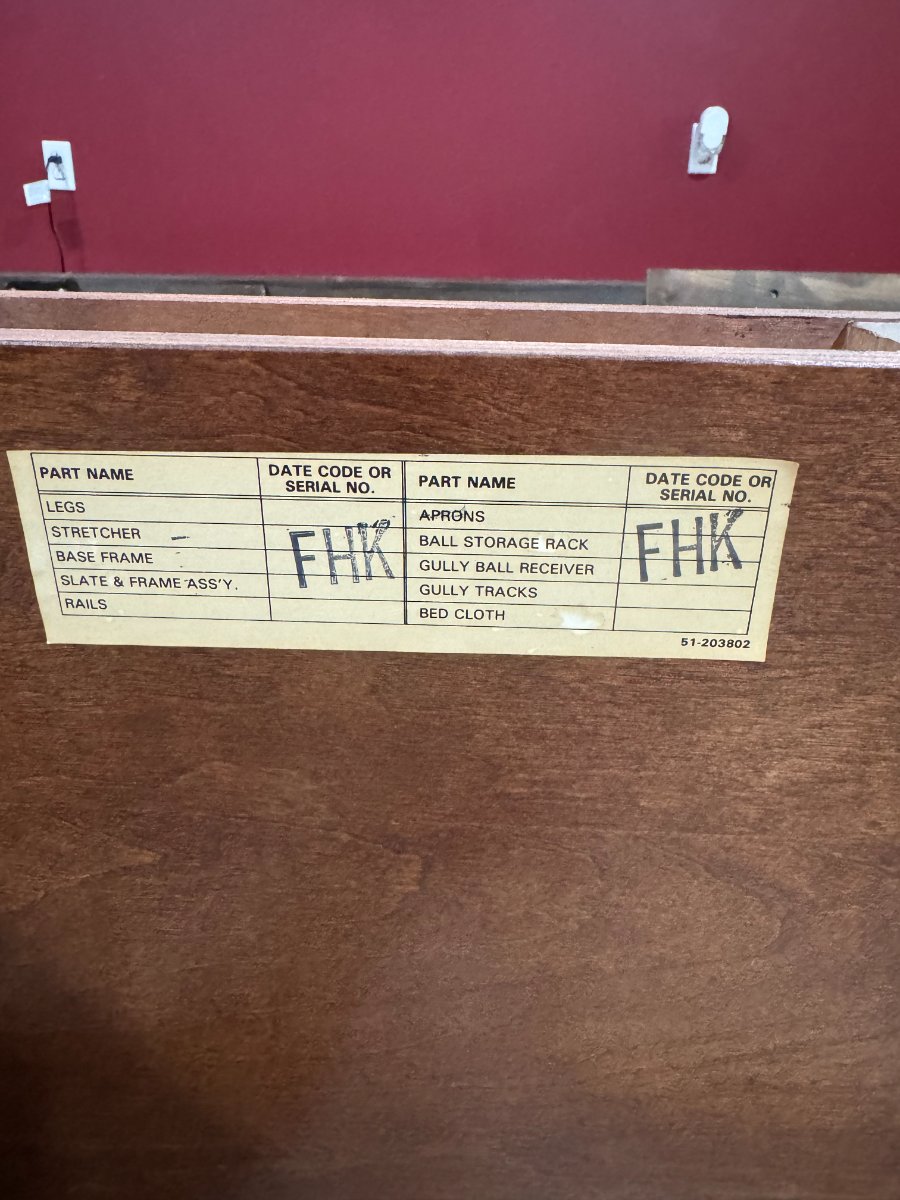 PART NAME DATE CODE OR SERIAL NO. PART NAME DATE CODE OR SERIAL NO.
LEGS APRONS
STRETCHER BALL STORAGE RACK
BASE FRAME FHK GULLY BALL RECEIVER FHK
SLATE & FRAME ASS'Y. GULLY TRACKS
RAILS BED CLOTH
51-203802